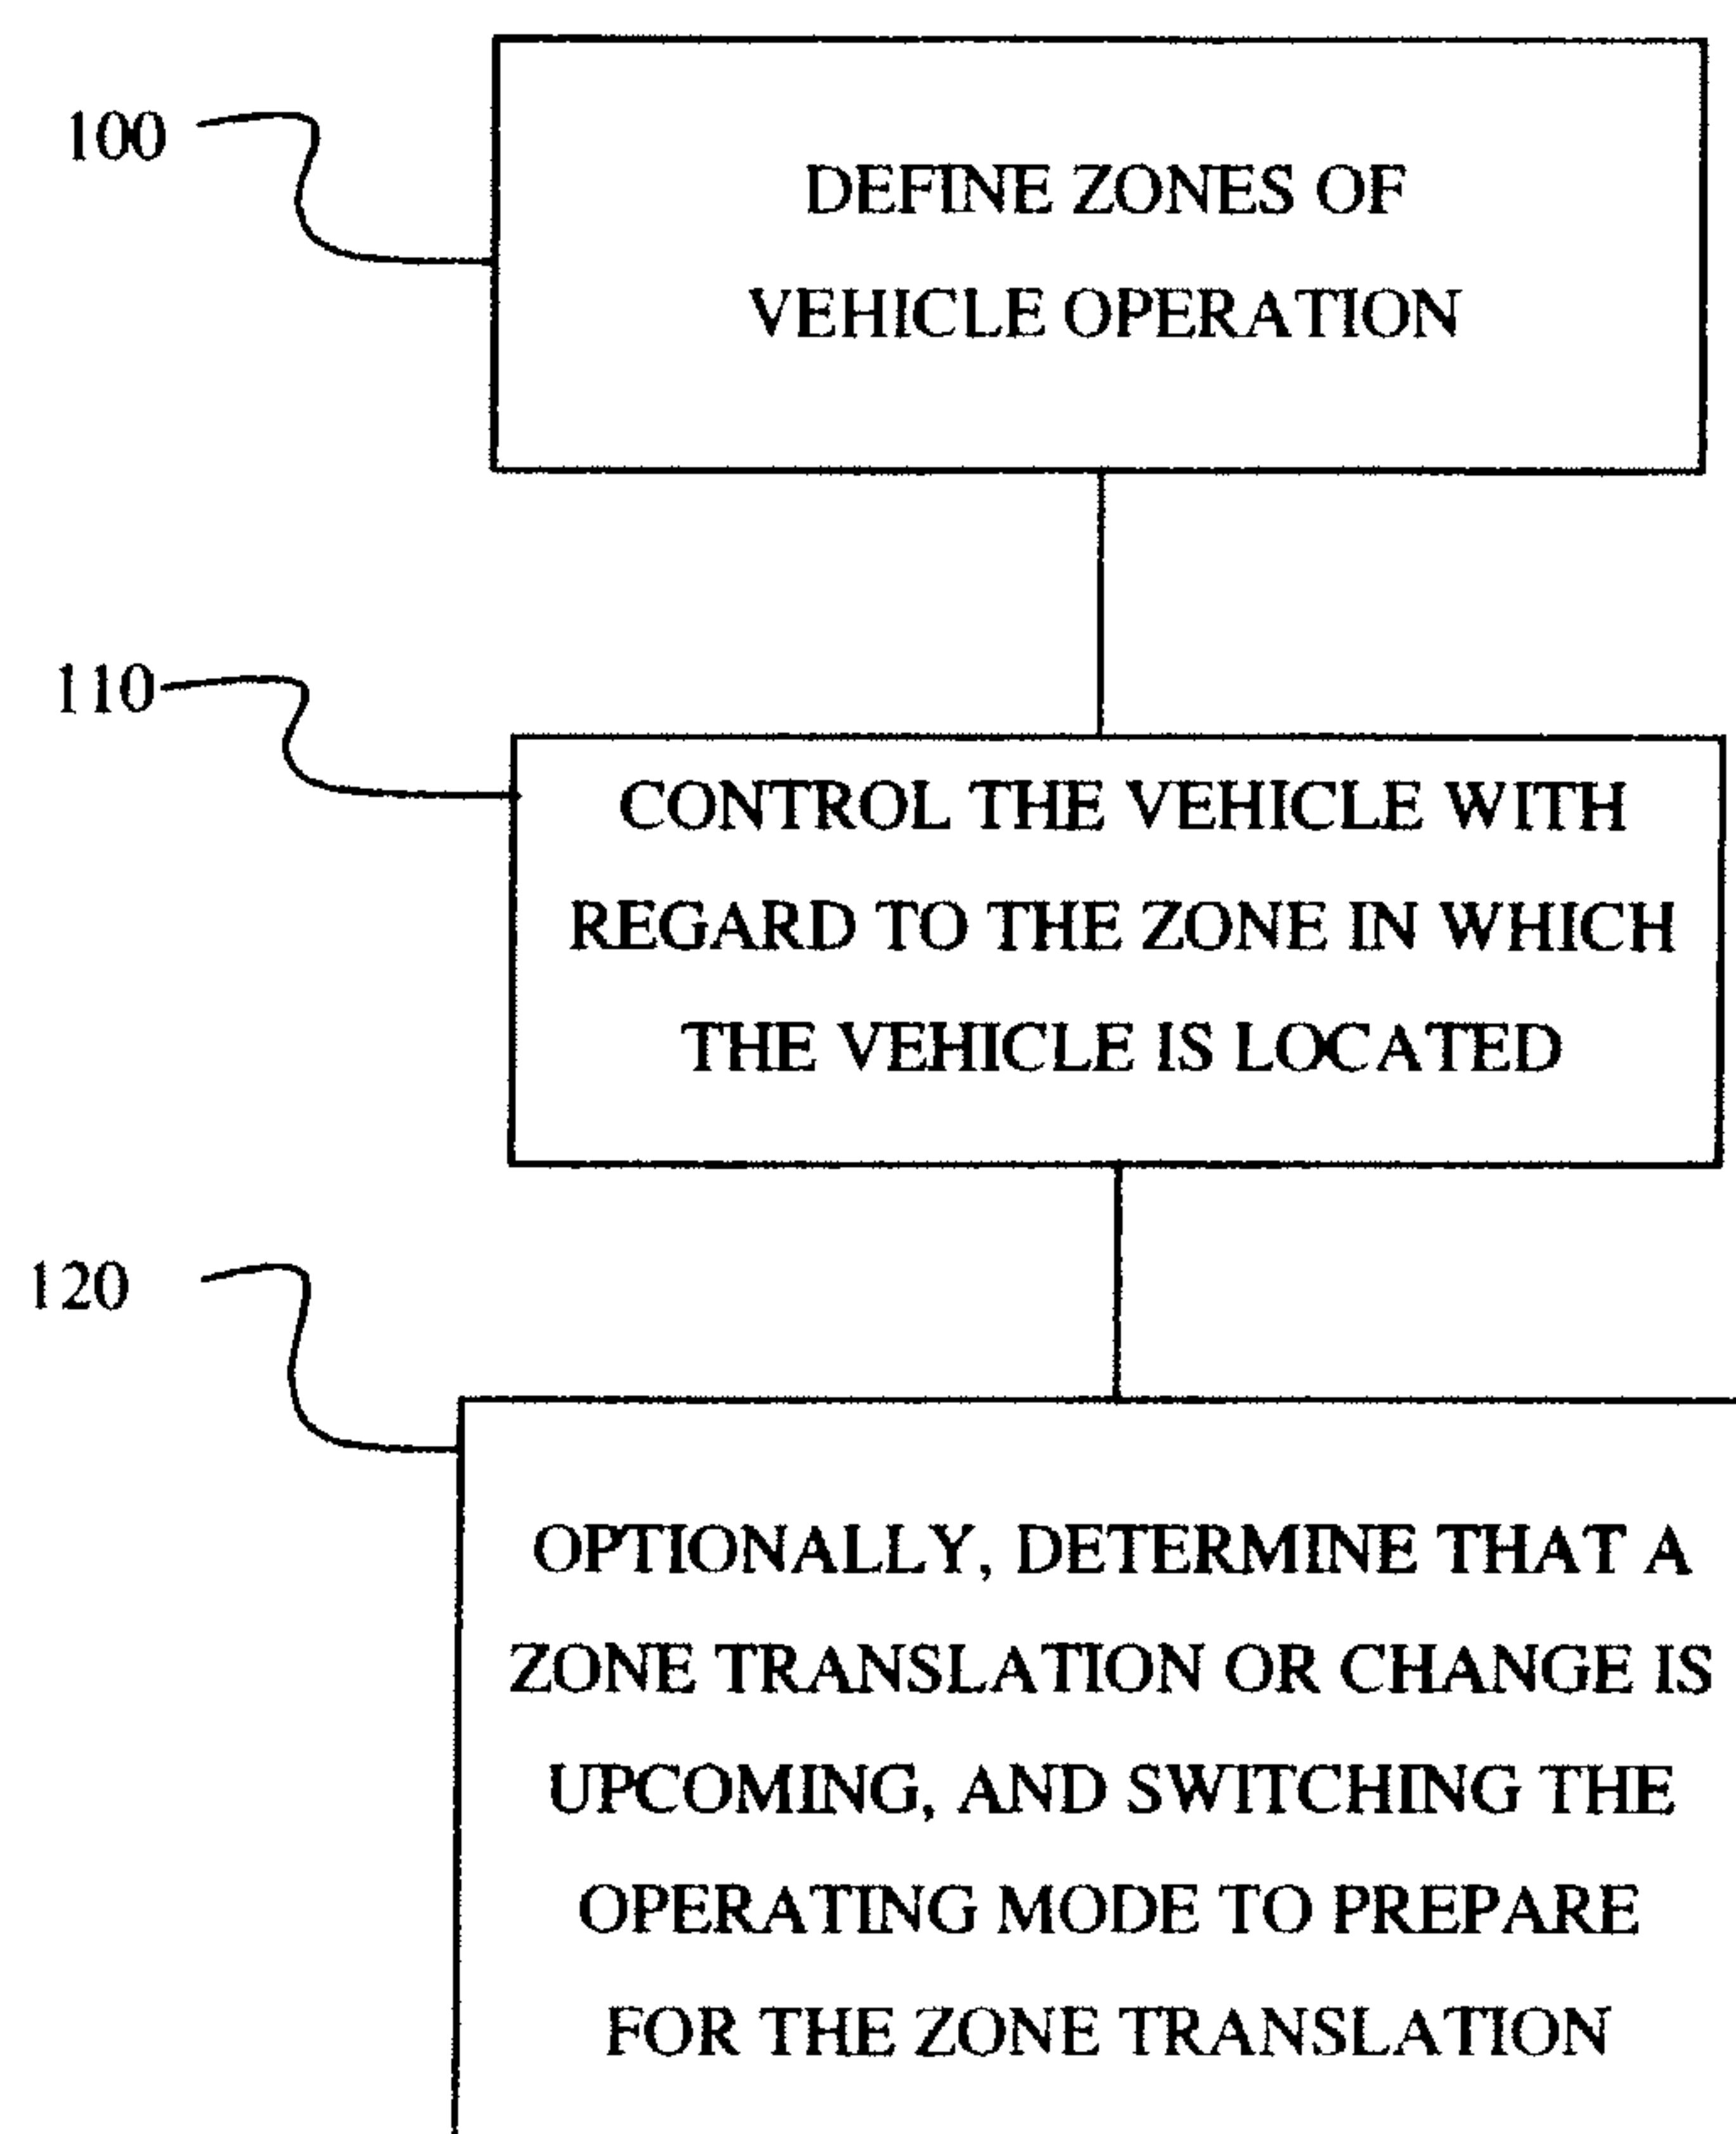 100
DEFINE ZONES OF
VEHICLE OPERATION
110
CONTROL THE VEHICLE WITH
REGARD TO THE ZONE IN WHICH
THE VEHICLE IS LOCATED
120
OPTIONALLY, DETERMINE THAT A
ZONE TRANSLATION OR CHANGE IS
UPCOMING, AND SWITCHING THE
OPERATING MODE TO PREPARE
FOR THE ZONE TRANSLATION